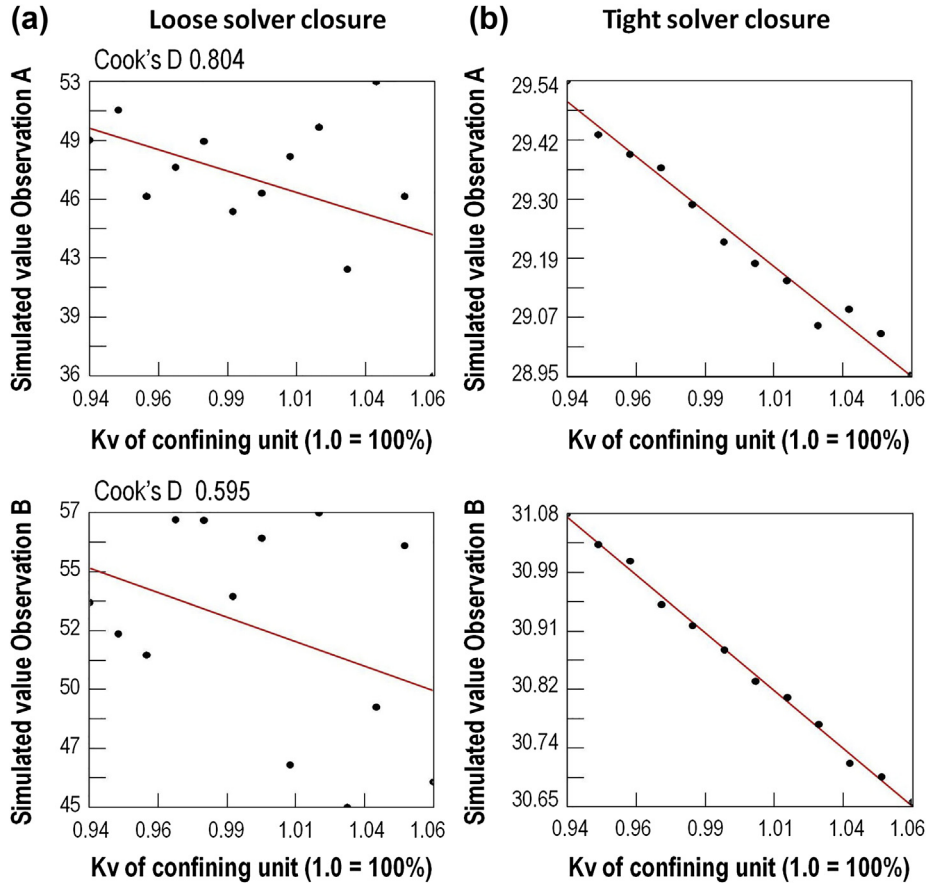 (a) Loose solver closure
Cook's D 0.804
Simulated value Observation A
53
49
46
43
39
36
0.94 0.96 0.99 1.01 1.04 1.06
Kv of confining unit (1.0 = 100%)
(b) Tight solver closure
Simulated value Observation A
29.54
29.42
29.30
29.19
29.07
28.95
0.94 0.96 0.99 1.01 1.04 1.06
Kv of confining unit (1.0 = 100%)
Cook's D 0.595
Simulated value Observation B
57
55
52
50
47
45
0.94 0.96 0.99 1.01 1.04 1.06
Kv of confining unit (1.0 = 100%)
Simulated value Observation B
31.08
30.99
30.91
30.82
30.74
30.65
0.94 0.96 0.99 1.01 1.04 1.06
Kv of confining unit (1.0 = 100%)